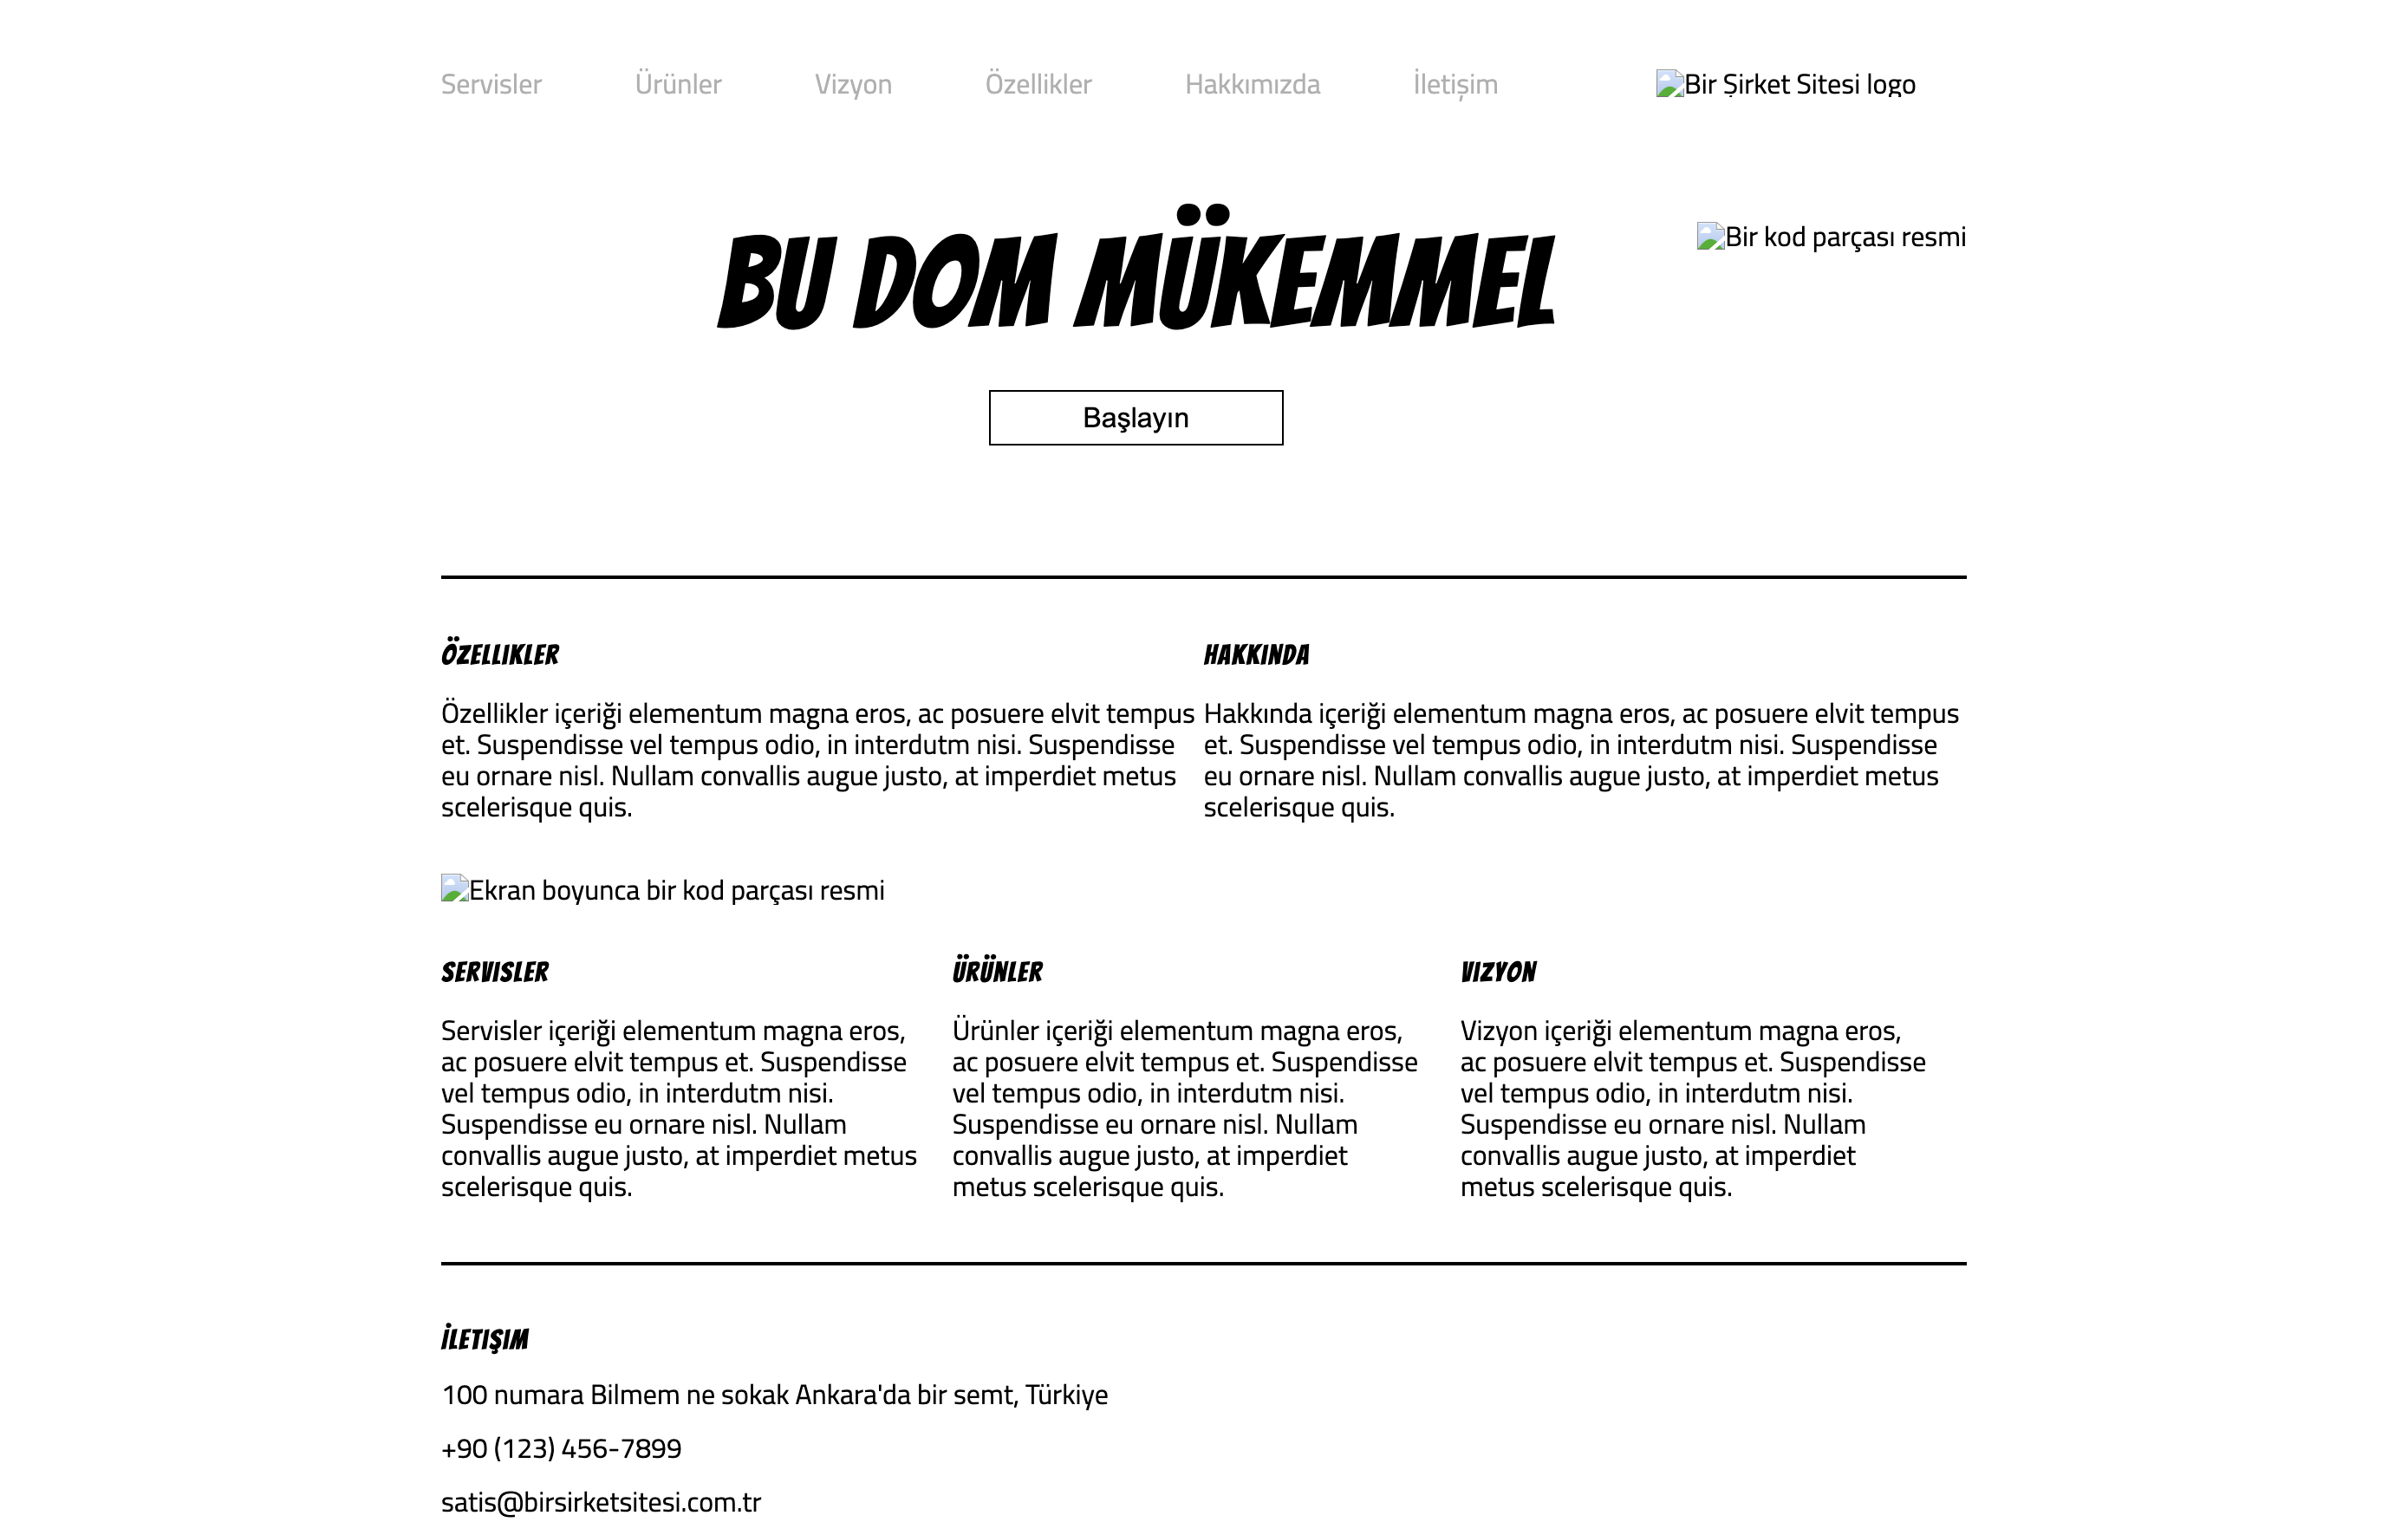 Servisler
Ürünler
Vizyon
Özellikler
Hakkımızda
İletişim
Bir Şirket Sitesi logo
BU DOM MÜKEMMEL
Bir kod parçası resmi
Başlayın
ÖZELLIKLER
Özellikler içeriği elementum magna eros, ac posuere elvit tempus
et. Suspendisse vel tempus odio, in interdutm nisi. Suspendisse
eu ornare nisl. Nullam convallis augue justo, at imperdiet metus
scelerisque quis.
HAKKINDA
Hakkında içeriği elementum magna eros, ac posuere elvit tempus
et. Suspendisse vel tempus odio, in interdutm nisi. Suspendisse
eu ornare nisl. Nullam convallis augue justo, at imperdiet metus
scelerisque quis.
Ekran boyunca bir kod parçası resmi
SERVISLER
Servisler içeriği elementum magna eros,
ac posuere elvit tempus et. Suspendisse
vel tempus odio, in interdutm nisi.
Suspendisse eu ornare nisl. Nullam
convallis augue justo, at imperdiet metus
scelerisque quis.
ÜRÜNLER
Ürünler içeriği elementum magna eros,
ac posuere elvit tempus et. Suspendisse
vel tempus odio, in interdutm nisi.
Suspendisse eu ornare nisl. Nullam
convallis augue justo, at imperdiet
metus scelerisque quis.
VIZYON
Vizyon içeriği elementum magna eros,
ac posuere elvit tempus et. Suspendisse
vel tempus odio, in interdutm nisi.
Suspendisse eu ornare nisl. Nullam
convallis augue justo, at imperdiet
metus scelerisque quis.
İLETIŞIM
100 numara Bilmem ne sokak Ankara'da bir semt, Türkiye
+90 (123) 456-7899
satis@birsirketsitesi.com.tr